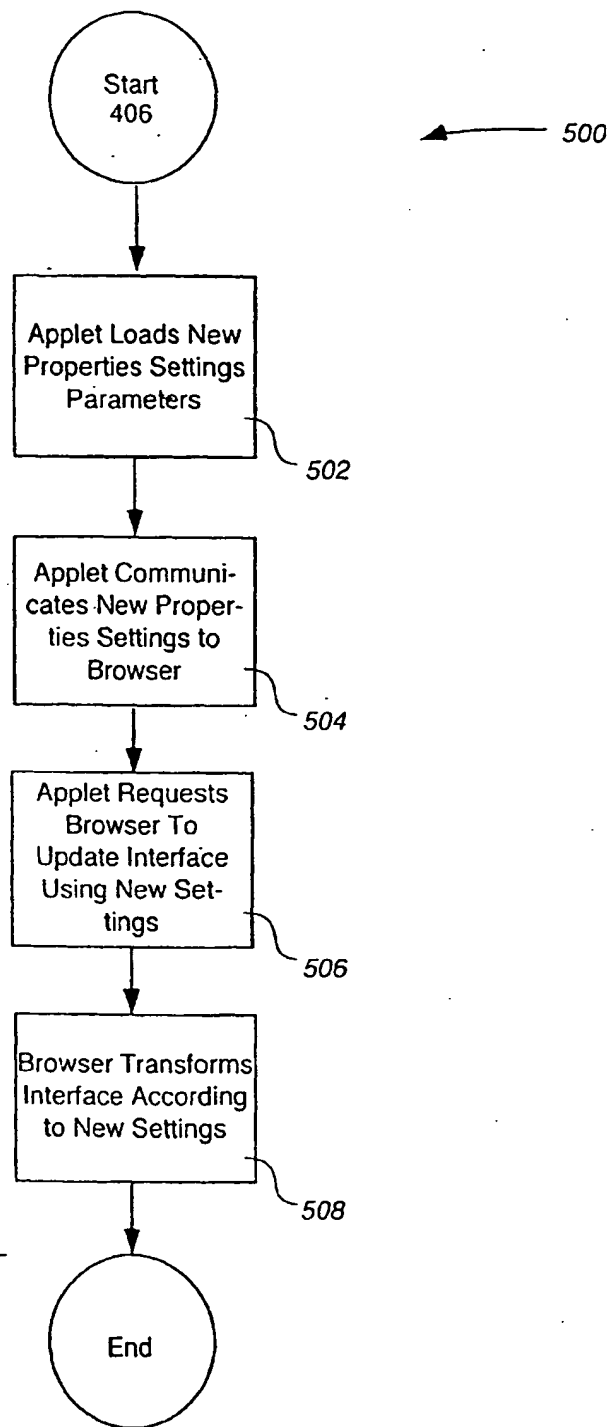 Start
406
500
Applet Loads New
Properties Settings
Parameters
502
Applet Communi-
cates New Proper-
ties Settings to
Browser
504
Applet Requests
Browser To
Update Interface
Using New Set-
tings
506
Browser Transforms
Interface According
to New Settings
508
End